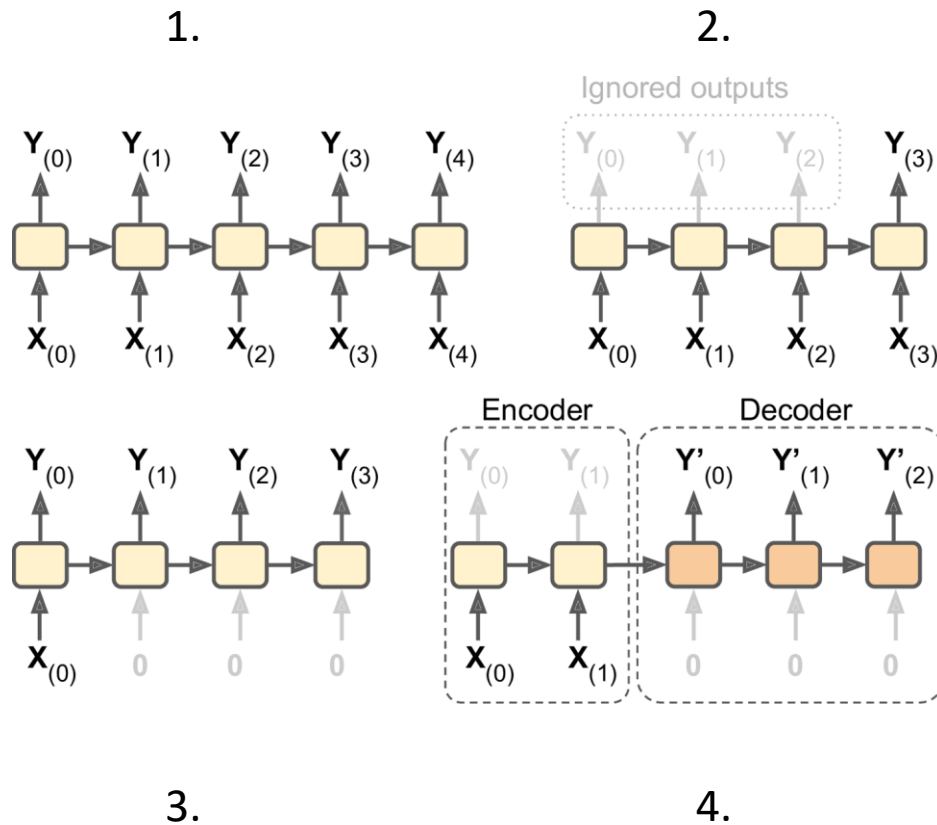 1. 2.
Ignored outputs
Y(0) Y(1) Y(2) Y(3) Y(4) Y(0) Y(1) Y(2) Y(3)
X(0) X(1) X(2) X(3) X(4) X(0) X(1) X(2) X(3)
Encoder Decoder
Y(0) Y(1) Y(2) Y(3) Y(0) Y(1) Y'(0) Y'(1) Y'(2)
X(0) 0 0 0 X(0) X(1) 0 0 0
3. 4.